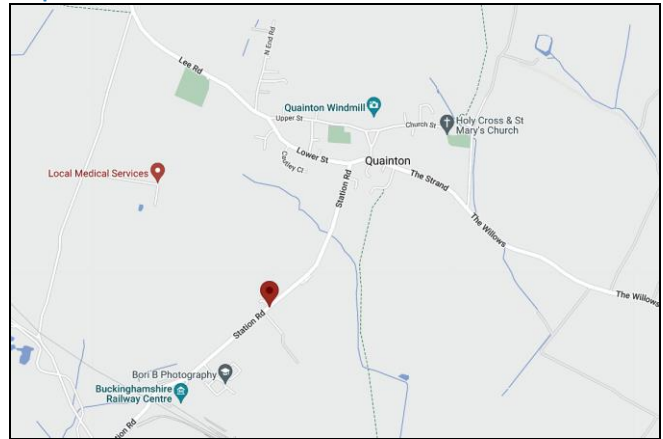 N End Rd
Lee Rd
Quainton Windmill
Upper St
Church St
Holy Cross & St
Mary's Church
Lower St
Cautley Ct
Quainton
Local Medical Services
Station Rd
The Strand
The Willows
The Willows
Station Rd
Bori B Photography
Buckinghamshire
Railway Centre
Station Rd